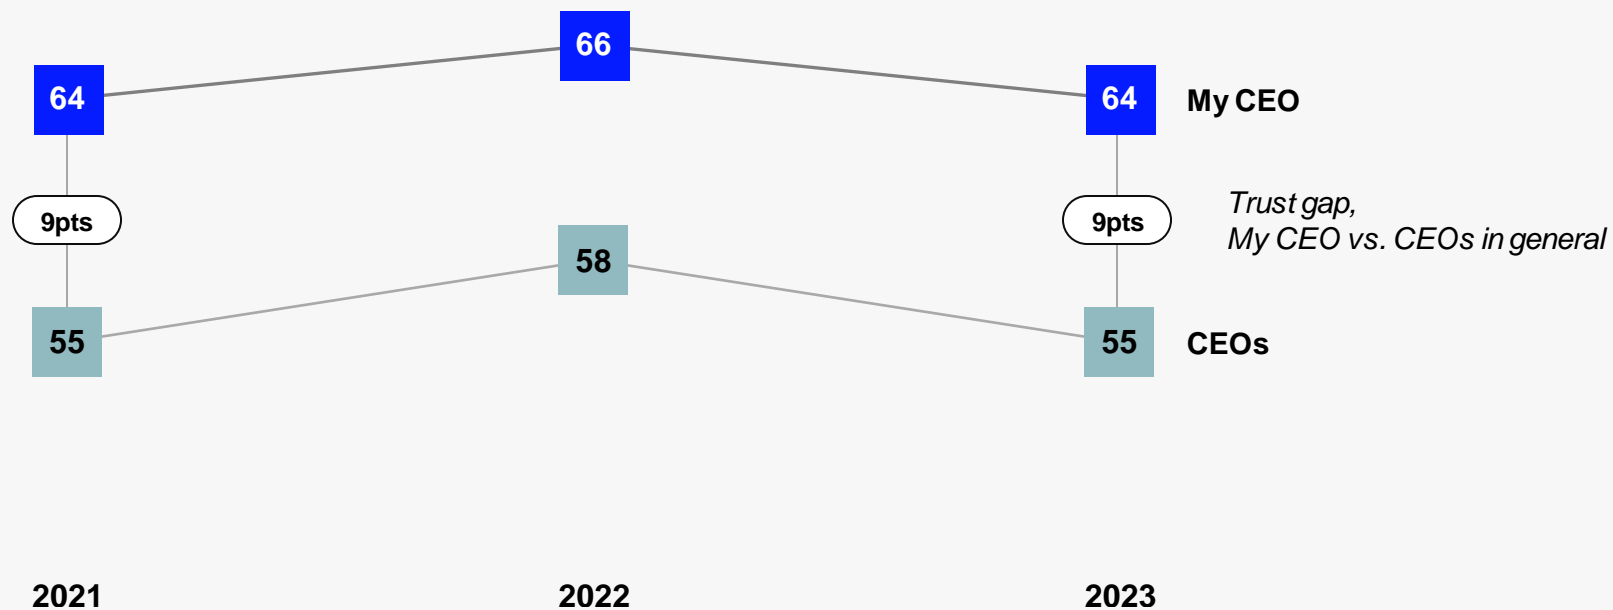 66
64
64
My CEO
9pts
9pts
Trust gap,
My CEO vs. CEOs in general
58
55
55
CEOs
2021
2022
2023